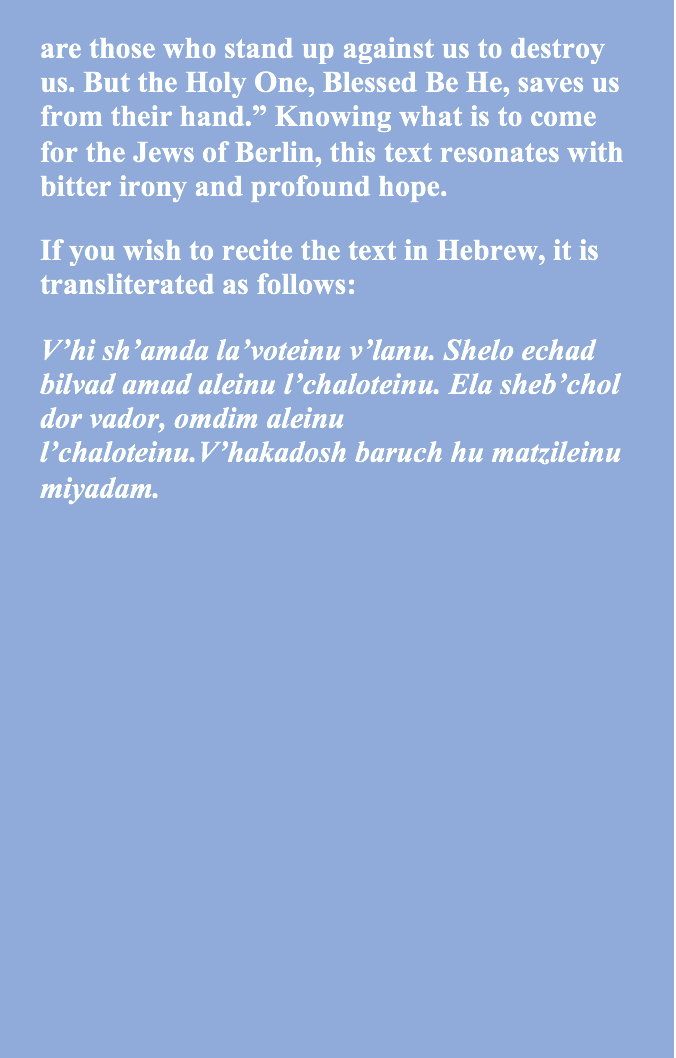 are those who stand up against us to destroy
us. But the Holy One, Blessed Be He, saves us
from their hand.” Knowing what is to come
for the Jews of Berlin, this text resonates with
bitter irony and profound hope.
If you wish to recite the text in Hebrew, it is
transliterated as follows:
V’hi sh’amda la’voteinu v’lanu. Shelo echad
bilvad amad aleinu l’chaloteinu. Ela sheb’chol
dor vador, omdim aleinu
l’chaloteinu.V’hakadosh baruch hu matzileinu
miyadam.